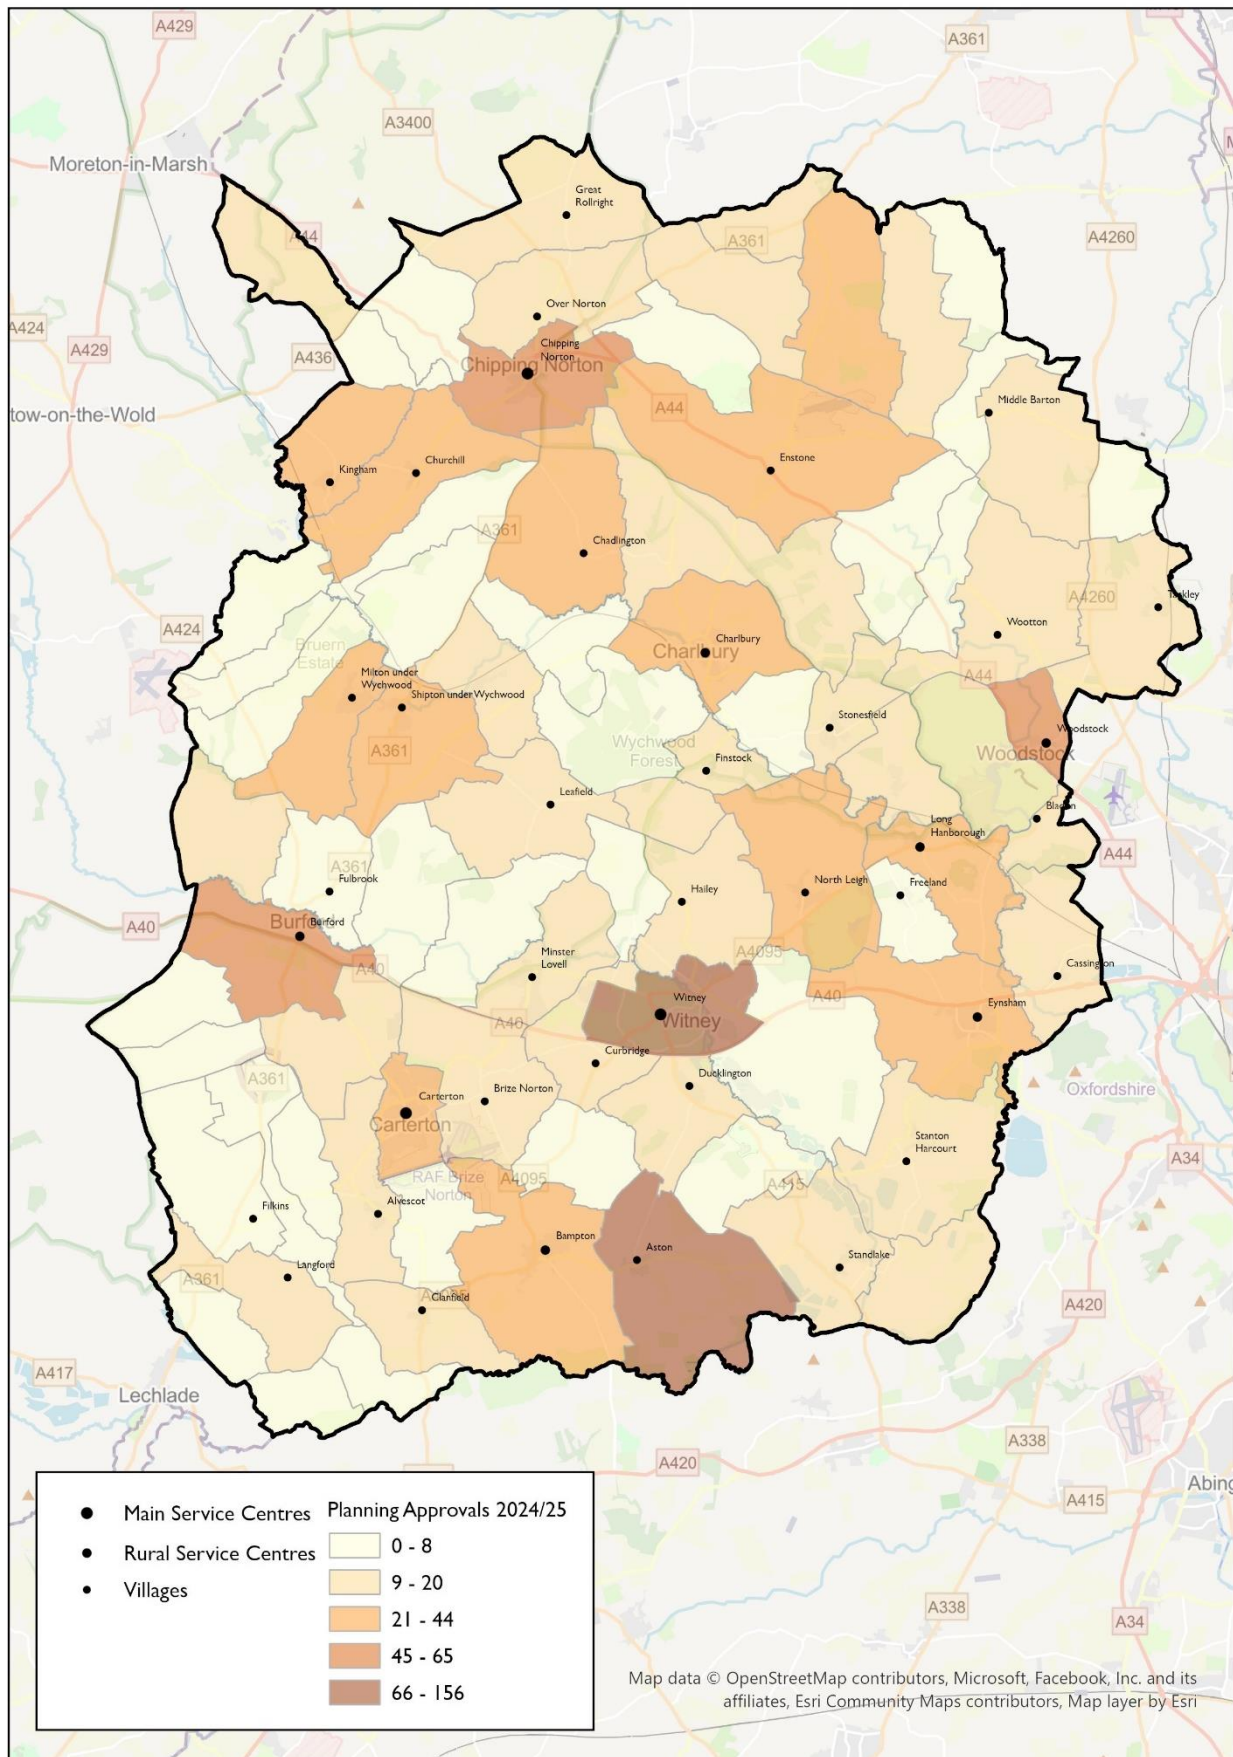 A429
A361
A3400
Moreton-in-Marsh
Great
Rollright
A44
A361
A4260
A424
A429
A436
Over Norton
Chipping
Norton
Chipping Norton
tow-on-the-Wold
A44
Middle Barton
Kingham
Churchill
Enstone
A361
Chadlington
A4260
Tackley
A424
Bruern
Estate
Charlbury
Charlbury
Wootton
A44
Milton under
Wychwood
Shipton under Wychwood
A361
Wychwood
Forest
Stonesfield
Woodstock
Woodstock
Finstock
Leafield
Bladon
Long
Hanborough
A44
A361
Fulbrook
Hailey
North Leigh
Freeland
A40
Burford
Burford
A40
Minster
Lovell
A4095
Cassington
A40
Witney
Witney
Eynsham
A40
Curbridge
Ducklington
A361
Carterton
Carterton
Brize Norton
Oxfordshire
Stanton
Harcourt
A34
RAF Brize
Norton
A4095
A415
Filkins
Alvescot
Bampton
Aston
Standlake
A361
Langford
Clanfield
A420
A417
Lechlade
A338
A420
A415
Abing
A338
A34
Main Service Centres
Rural Service Centres
Villages
Planning Approvals 2024/25
0 - 8
9 - 20
21 - 44
45 - 65
66 - 156
Map data © OpenStreetMap contributors, Microsoft, Facebook, Inc. and its
affiliates, Esri Community Maps contributors, Map layer by Esri